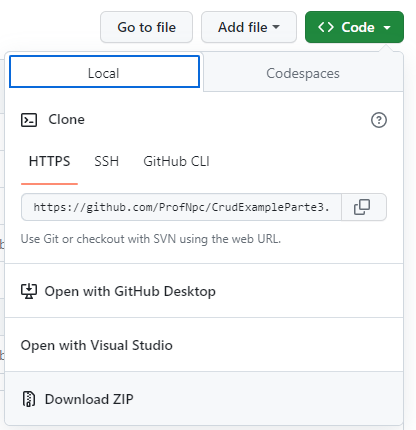 Go to file Add file <> Code
Local Codespaces
Clone
HTTPS SSH GitHub CLI
https://github.com/ProfNpc/CrudExampleParte3.
Use Git or checkout with SVN using the web URL.
Open with GitHub Desktop
Open with Visual Studio
Download ZIP